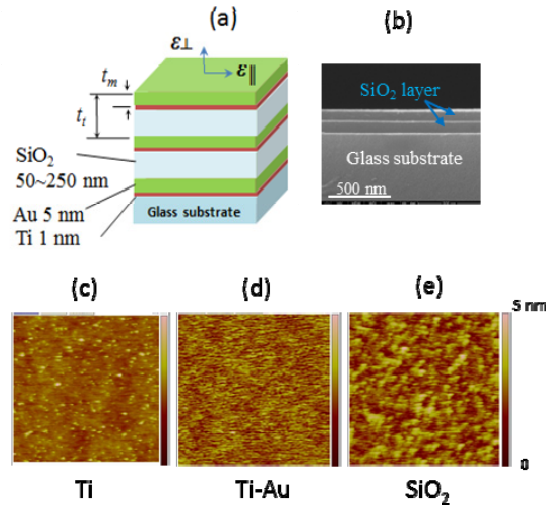 (a)
ε⊥
ε∥
tm
tt
SiO2
50~250 nm
Au 5 nm
Ti 1 nm
Glass substrate
(b)
SiO2 layer
Glass substrate
500 nm
(c)
(d)
(e)
5 nm
0
Ti
Ti-Au
SiO2